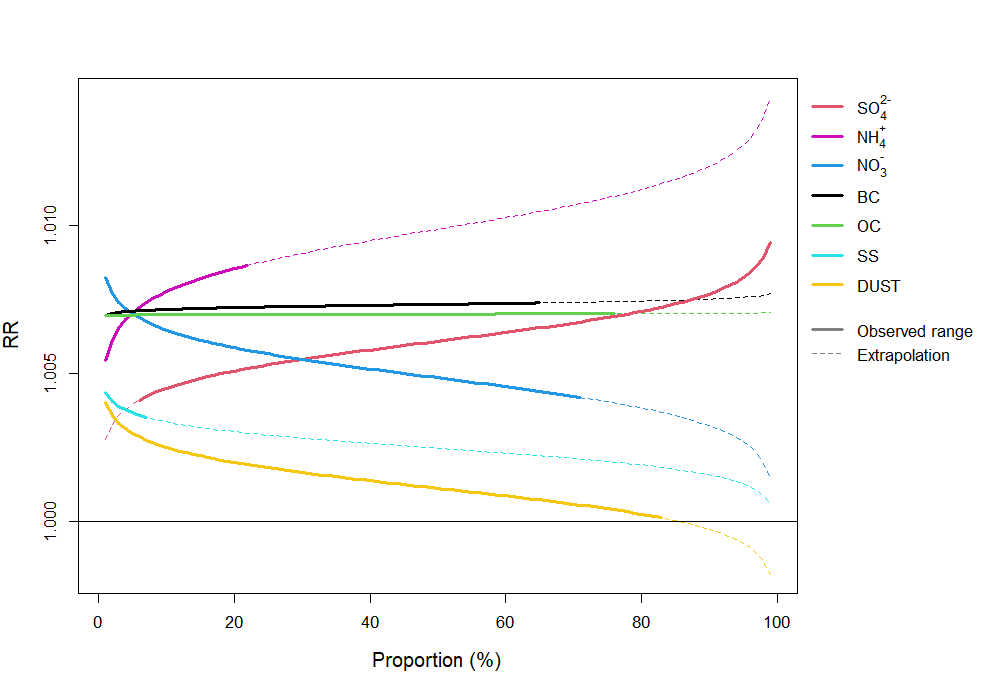 RR
1.010
1.005
1.000
0 20 40 60 80 100
Proportion (%)
SO₄²⁻
NH₄⁺
NO₃⁻
BC
OC
SS
DUST
Observed range
Extrapolation